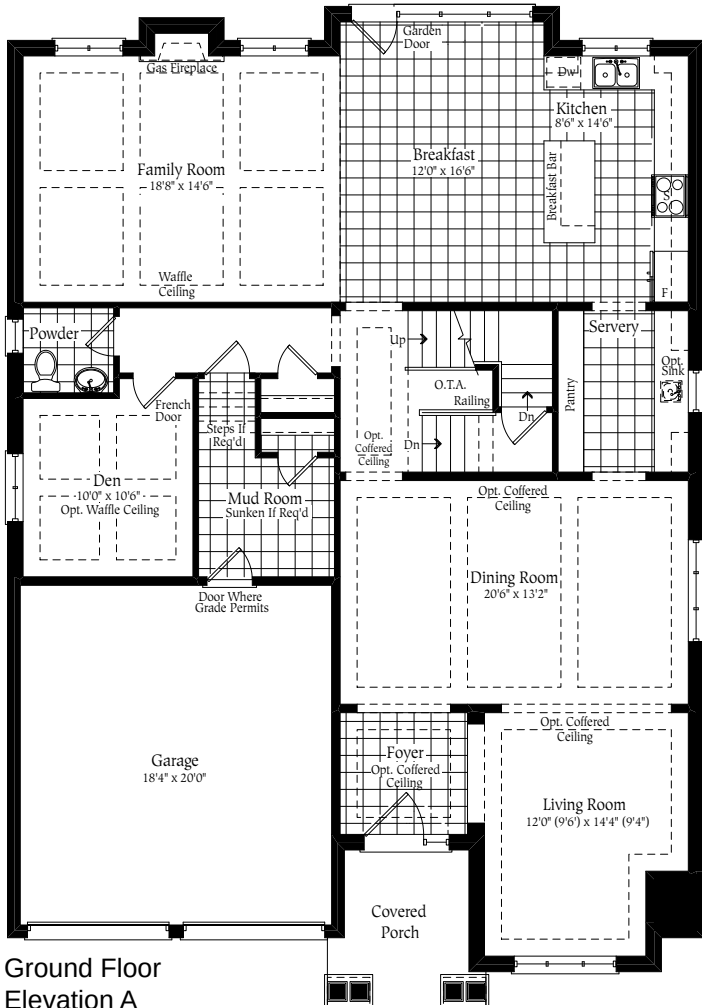 Garden
Door
Gas Fireplace
Dw
Kitchen
8'6" x 14'6"
Breakfast
12'0" x 16'6"
Breakfast Bar
Family Room
18'8" x 14'6"
Waffle
Ceiling
F
Powder
Up
Servery
O.T.A.
Railing
Opt.
Sink
Pantry
French
Door
Dn
Steps If
Req'd
Opt.
Coffered
Ceiling
Dn
Den
10'0" x 10'6"
Opt. Waffle Ceiling
Mud Room
Sunken If Req'd
Opt. Coffered
Ceiling
Dining Room
20'6" x 13'2"
Door Where
Grade Permits
Opt. Coffered
Ceiling
Garage
18'4" x 20'0"
Foyer
Opt. Coffered
Ceiling
Living Room
12'0" (9'6') x 14'4" (9'4")
Covered
Porch
Ground Floor
Elevation A